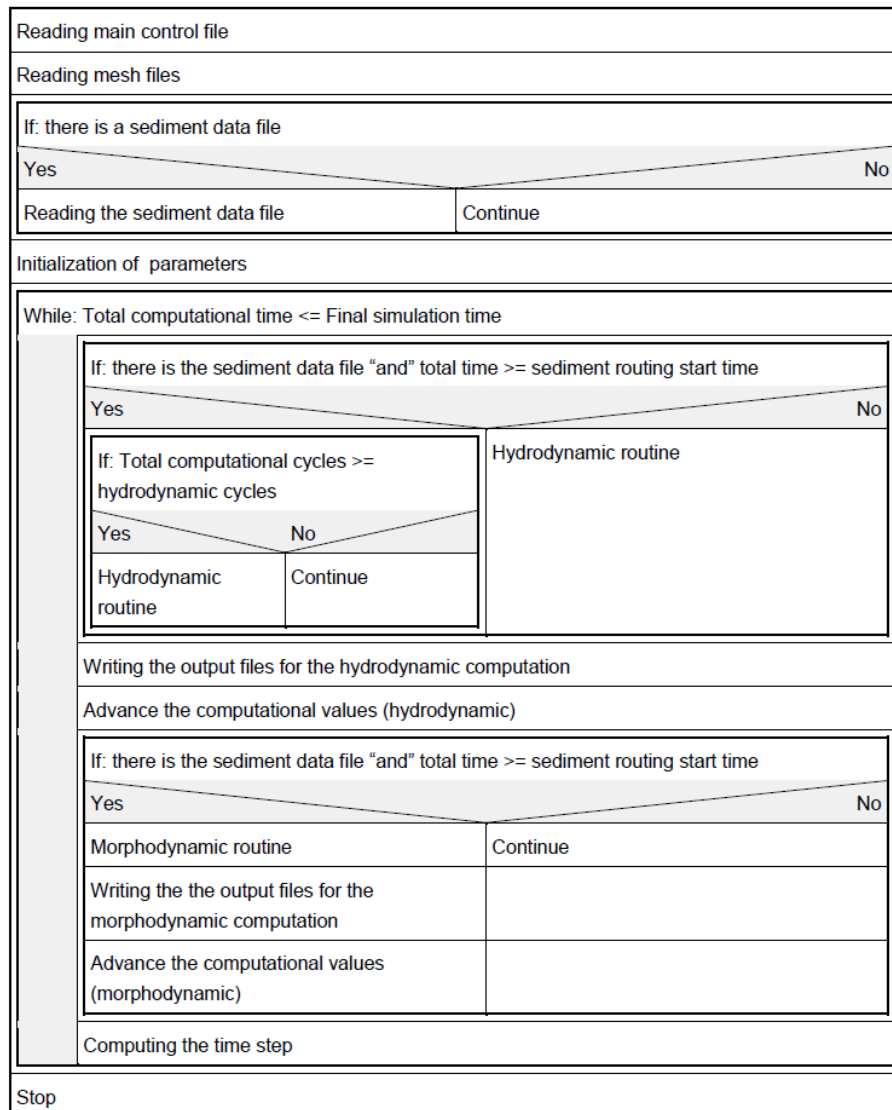 Reading main control file
Reading mesh files
If: there is a sediment data file
Yes
No
Reading the sediment data file
Continue
Initialization of parameters
While: Total computational time <= Final simulation time
If: there is the sediment data file “and” total time >= sediment routing start time
Yes
No
If: Total computational cycles >=
hydrodynamic cycles
Yes
No
Hydrodynamic
routine
Continue
Hydrodynamic routine
Writing the output files for the hydrodynamic computation
Advance the computational values (hydrodynamic)
If: there is the sediment data file “and” total time >= sediment routing start time
Yes
No
Morphodynamic routine
Continue
Writing the the output files for the
morphodynamic computation
Advance the computational values
(morphodynamic)
Computing the time step
Stop